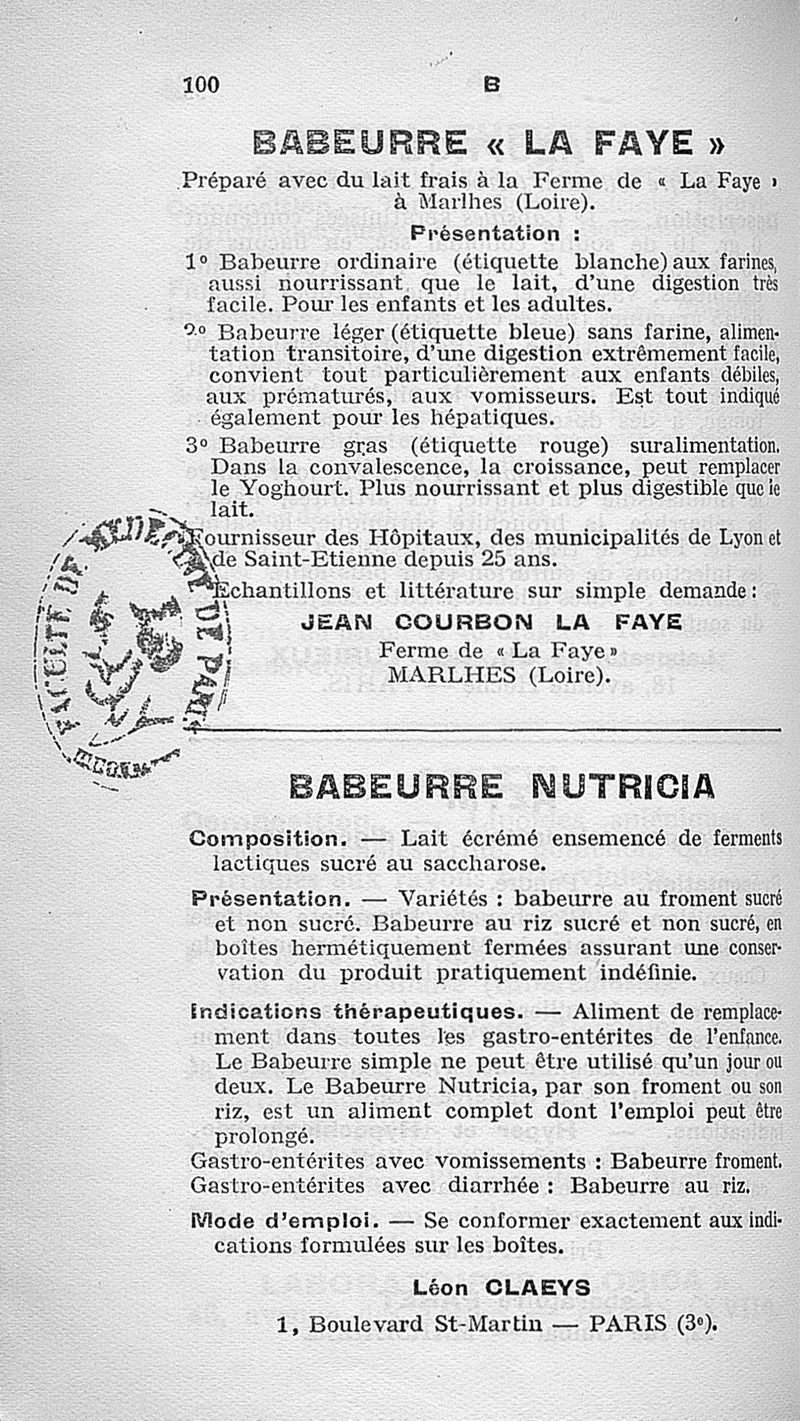 100 B
BABEURRE « LA FAYE »
Préparé avec du lait frais à la Ferme de « La Faye »
à Marlhes (Loire).
Présentation :
1º Babeurre ordinaire (étiquette blanche) aux farines,
aussi nourrissant que le lait, d'une digestion très
facile. Pour les enfants et les adultes.
2º Babeurre léger (étiquette bleue) sans farine, alimen-
tation transitoire, d'une digestion extrêmement facile,
convient tout particulièrement aux enfants débiles,
aux prématurés, aux vomisseurs. Est tout indiqué
également pour les hépatiques.
3º Babeurre gras (étiquette rouge) suralimentation.
Dans la convalescence, la croissance, peut remplacer
le Yoghourt. Plus nourrissant et plus digestible que le
lait.
Fournisseur des Hôpitaux, des municipalités de Lyon et
de Saint-Etienne depuis 25 ans.
Echantillons et littérature sur simple demande :
JEAN COURBON LA FAYE
Ferme de « La Faye »
MARLHES (Loire).
FACULTE DE MEDECINE DE PARIS
BABEURRE NUTRICIA
Composition. — Lait écrémé ensemencé de ferments
lactiques sucré au saccharose.
Présentation. — Variétés : babeurre au froment sucré
et non sucré. Babeurre au riz sucré et non sucré, en
boîtes hermétiquement fermées assurant une conser-
vation du produit pratiquement indéfinie.
Indications thérapeutiques. — Aliment de remplace-
ment dans toutes les gastro-entérites de l'enfance.
Le Babeurre simple ne peut être utilisé qu'un jour ou
deux. Le Babeurre Nutricia, par son froment ou son
riz, est un aliment complet dont l'emploi peut être
prolongé.
Gastro-entérites avec vomissements : Babeurre froment.
Gastro-entérites avec diarrhée : Babeurre au riz.
Mode d'emploi. — Se conformer exactement aux indi-
cations formulées sur les boîtes.
Léon CLAEYS
1, Boulevard St-Martin — PARIS (3e).